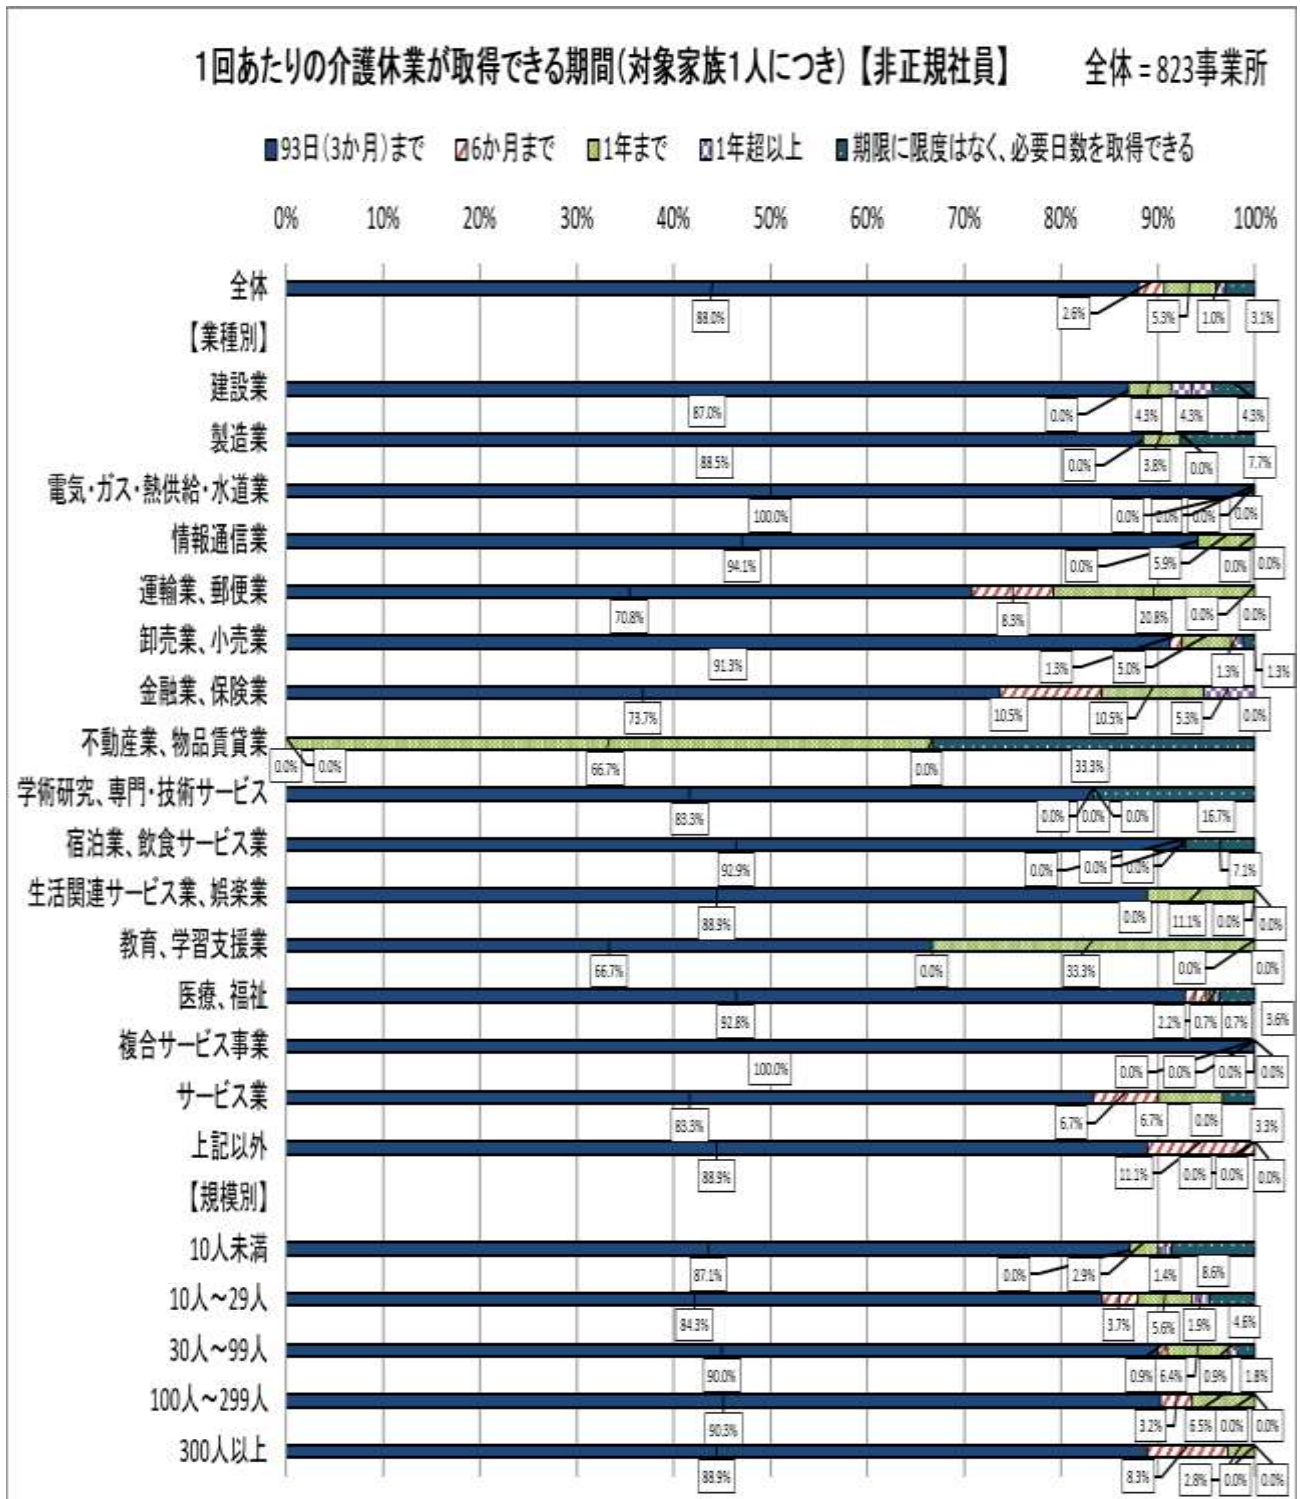 1回あたりの介護休業が取得できる期間(対象家族1人につき)【非正規社員】 全体=823事業所
93日(3か月)まで 6か月まで 1年まで 1年超以上 期限に限度はなく、必要日数を取得できる
0% 10% 20% 30% 40% 50% 60% 70% 80% 90% 100%
全体
88.0% 2.6% 5.3% 1.0% 3.1%
【業種別】
建設業
87.0% 0.0% 4.3% 4.3% 4.3%
製造業
88.5% 0.0% 3.8% 0.0% 7.7%
電気・ガス・熱供給・水道業
100.0% 0.0% 0.0% 0.0% 0.0%
情報通信業
94.1% 0.0% 5.9% 0.0% 0.0%
運輸業、郵便業
70.8% 8.3% 20.8% 0.0% 0.0%
卸売業、小売業
91.3% 1.3% 5.0% 1.3% 1.3%
金融業、保険業
73.7% 10.5% 10.5% 5.3% 0.0%
不動産業、物品賃貸業
0.0% 0.0% 66.7% 0.0% 33.3%
学術研究、専門・技術サービス
83.3% 0.0% 0.0% 0.0% 16.7%
宿泊業、飲食サービス業
92.9% 0.0% 0.0% 0.0% 7.1%
生活関連サービス業、娯楽業
88.9% 0.0% 11.1% 0.0% 0.0%
教育、学習支援業
66.7% 0.0% 33.3% 0.0% 0.0%
医療、福祉
92.8% 2.2% 0.7% 0.7% 3.6%
複合サービス事業
100.0% 0.0% 0.0% 0.0% 0.0%
サービス業
83.3% 6.7% 6.7% 0.0% 3.3%
上記以外
88.9% 11.1% 0.0% 0.0% 0.0%
【規模別】
10人未満
87.1% 0.0% 2.9% 1.4% 8.6%
10人~29人
84.3% 3.7% 5.6% 1.9% 4.6%
30人~99人
90.0% 0.9% 6.4% 0.9% 1.8%
100人~299人
90.3% 3.2% 6.5% 0.0% 0.0%
300人以上
88.9% 8.3% 2.8% 0.0% 0.0%